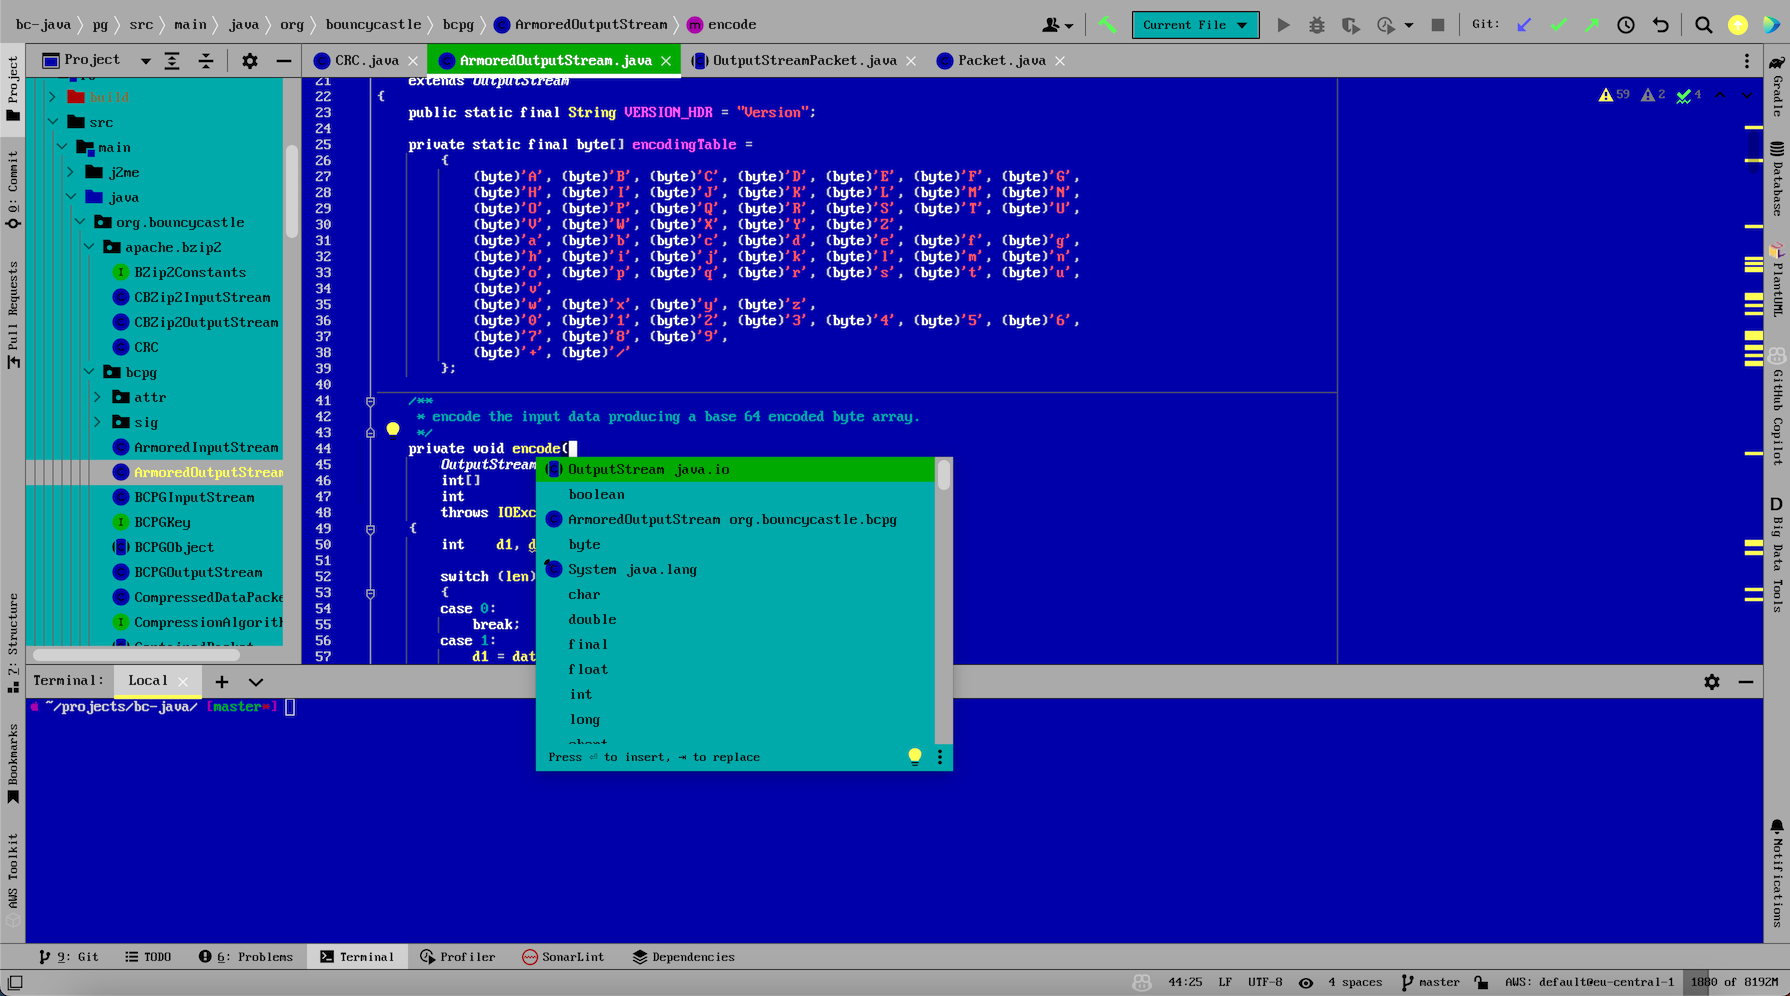 bc-java pg src main java org bouncycastle bcpg ArmoredOutputStream encode
Current File
Git:
Project
CRC.java
ArmoredOutputStream.java
OutputStreamPacket.java
Packet.java
Project
0: Commit
Pull Requests
7: Structure
Bookmarks
AWS Toolkit
build
src
main
j2me
java
org.bouncycastle
apache.bzip2
BZip2Constants
CBZip2InputStream
CBZip2OutputStream
CRC
bcpg
attr
sig
ArmoredInputStream
ArmoredOutputStream
BCPGInputStream
BCPGKey
BCPGObject
BCPGOutputStream
CompressedDataPacke
CompressionAlgorith
ContainedPacket
59 2 4
21 extends OutputStream
22 {
23 public static final String VERSION_HDR = "Version";
24
25 private static final byte[] encodingTable =
26 {
27 (byte)'A', (byte)'B', (byte)'C', (byte)'D', (byte)'E', (byte)'F', (byte)'G',
28 (byte)'H', (byte)'I', (byte)'J', (byte)'K', (byte)'L', (byte)'M', (byte)'N',
29 (byte)'O', (byte)'P', (byte)'Q', (byte)'R', (byte)'S', (byte)'T', (byte)'U',
30 (byte)'V', (byte)'W', (byte)'X', (byte)'Y', (byte)'Z',
31 (byte)'a', (byte)'b', (byte)'c', (byte)'d', (byte)'e', (byte)'f', (byte)'g',
32 (byte)'h', (byte)'i', (byte)'j', (byte)'k', (byte)'l', (byte)'m', (byte)'n',
33 (byte)'o', (byte)'p', (byte)'q', (byte)'r', (byte)'s', (byte)'t', (byte)'u',
34 (byte)'v',
35 (byte)'w', (byte)'x', (byte)'y', (byte)'z',
36 (byte)'0', (byte)'1', (byte)'2', (byte)'3', (byte)'4', (byte)'5', (byte)'6',
37 (byte)'7', (byte)'8', (byte)'9',
38 (byte)'+', (byte)'/'
39 };
40
41 /**
42 * encode the input data producing a base 64 encoded byte array.
43 */
44 private void encode(
45 OutputStream
46 int[]
47 int
48 throws IOExc
49 {
50 int d1, d
51
52 switch (len)
53 {
54 case 0:
55 break;
56 case 1:
57 d1 = dat
OutputStream java.io
boolean
ArmoredOutputStream org.bouncycastle.bcpg
byte
System java.lang
char
double
final
float
int
long
short
Press ⏎ to insert, ⇥ to replace
Gradle
Database
PlantUML
GitHub Copilot
D Big Data Tools
Notifications
Terminal: Local
~/projects/bc-java/ [master*]
9: Git TODO 6: Problems Terminal Profiler SonarLint Dependencies
44:25 LF UTF-8 4 spaces master AWS: default@eu-central-1 1880 of 8192M